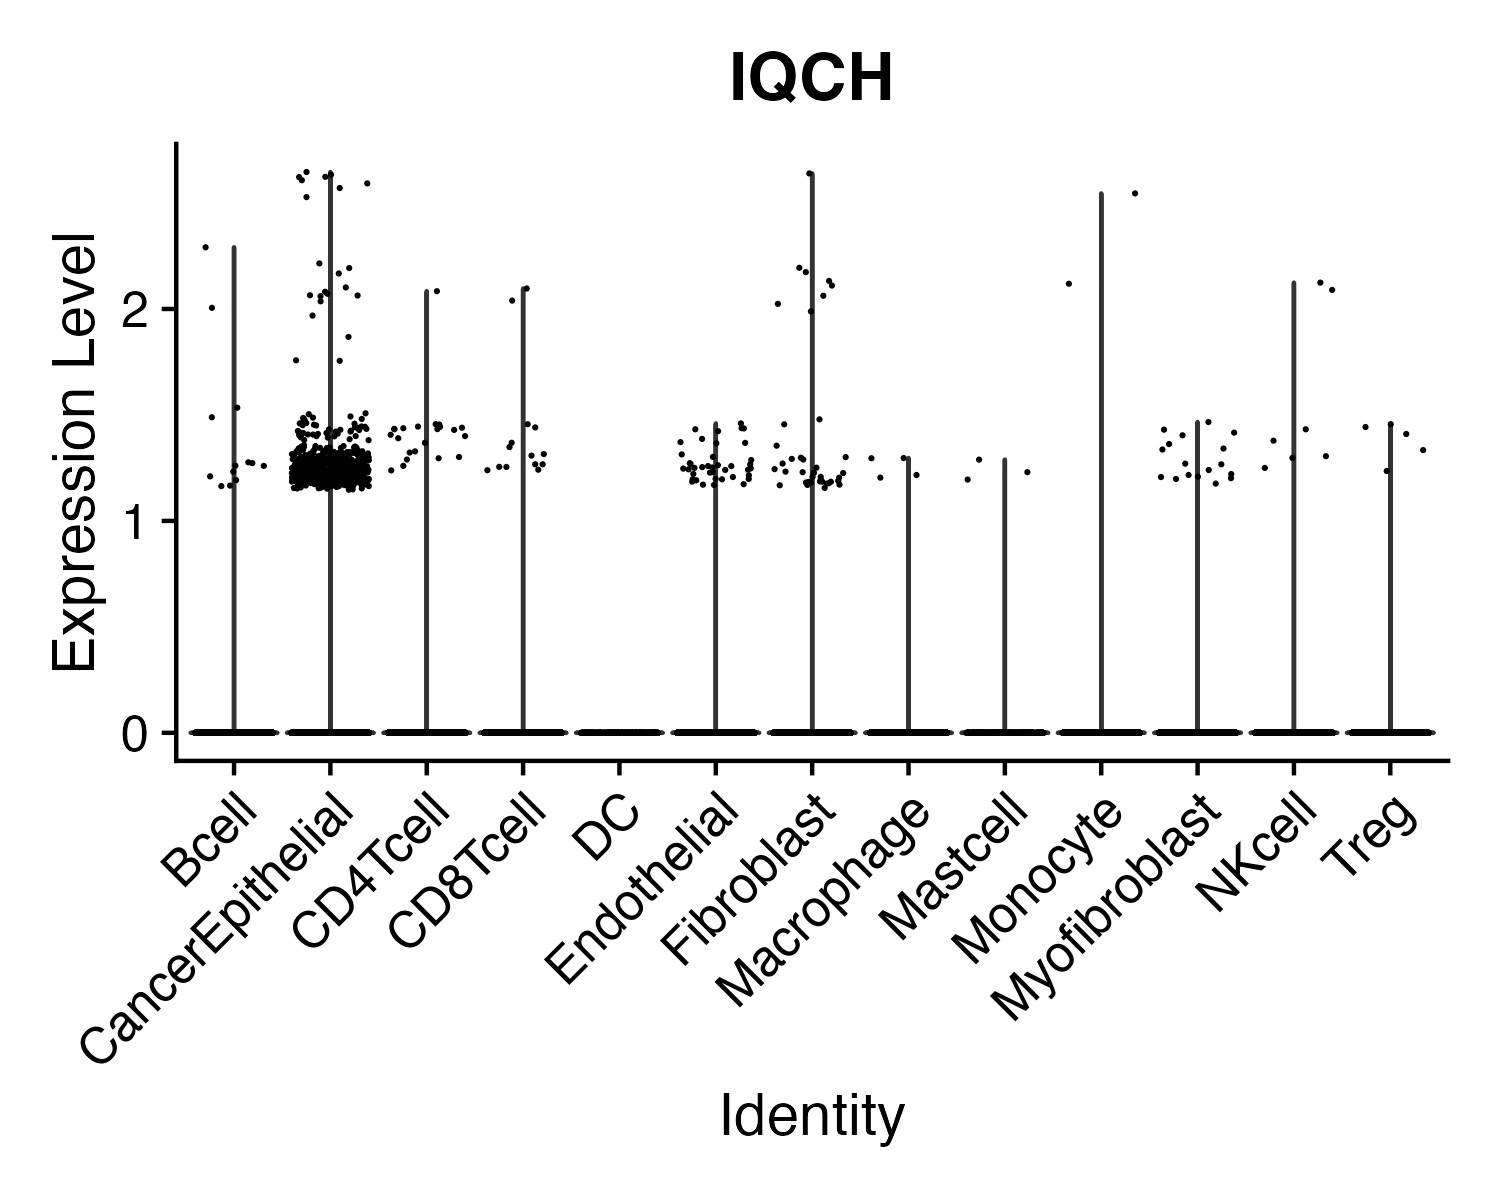 IQCH
Expression Level
2
1
0
Bcell
CancerEpithelial
CD4Tcell
CD8Tcell
DC
Endothelial
Fibroblast
Macrophage
Mastcell
Monocyte
Myofibroblast
NKcell
Treg
Identity